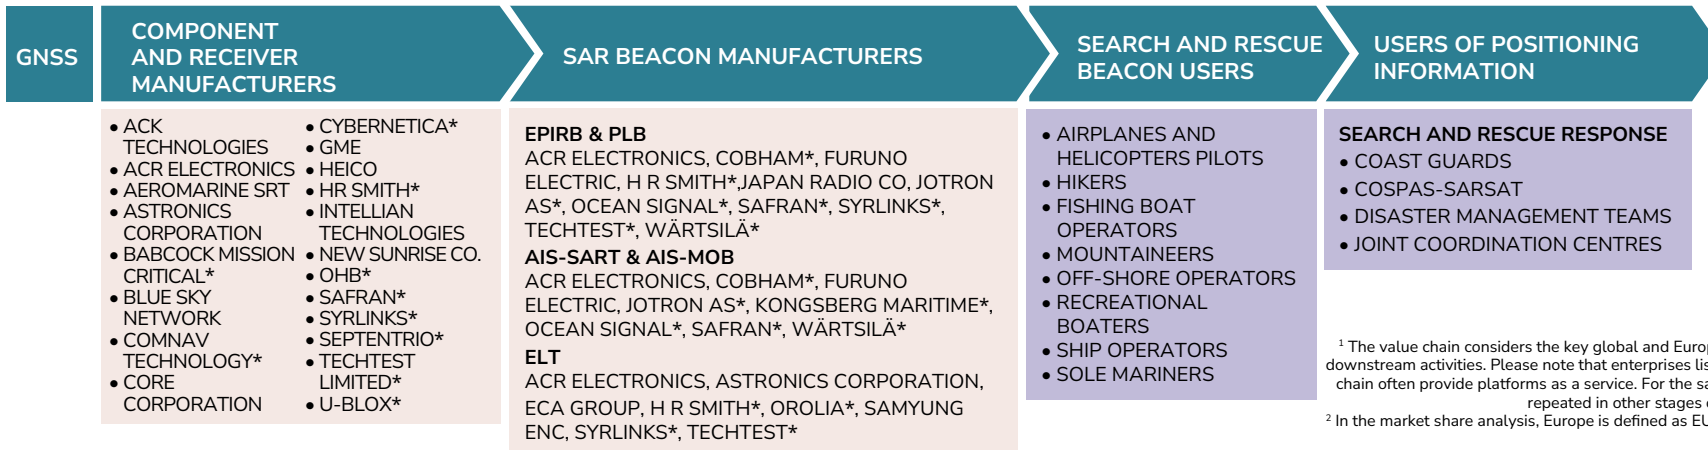 GNSS
COMPONENT
AND RECEIVER
MANUFACTURERS
SAR BEACON MANUFACTURERS
SEARCH AND RESCUE
BEACON USERS
USERS OF POSITIONING
INFORMATION
• ACK
TECHNOLOGIES
• ACR ELECTRONICS
• AEROMARINE SRT
• ASTRONICS
CORPORATION
• BABCOCK MISSION
CRITICAL*
• BLUE SKY
NETWORK
• COMNAV
TECHNOLOGY*
• CORE
CORPORATION
• CYBERNETICA*
• GME
• HEICO
• HR SMITH*
• INTELLIAN
TECHNOLOGIES
• NEW SUNRISE CO.
• OHB*
• SAFRAN*
• SYRLINKS*
• SEPTENTRIO*
• TECHTEST
LIMITED*
• U-BLOX*
EPIRB & PLB
ACR ELECTRONICS, COBHAM*, FURUNO
ELECTRIC, H R SMITH*,JAPAN RADIO CO, JOTRON
AS*, OCEAN SIGNAL*, SAFRAN*, SYRLINKS*,
TECHTEST*, WÄRTSILÄ*
AIS-SART & AIS-MOB
ACR ELECTRONICS, COBHAM*, FURUNO
ELECTRIC, JOTRON AS*, KONGSBERG MARITIME*,
OCEAN SIGNAL*, SAFRAN*, WÄRTSILÄ*
ELT
ACR ELECTRONICS, ASTRONICS CORPORATION,
ECA GROUP, H R SMITH*, OROLIA*, SAMYUNG
ENC, SYRLINKS*, TECHTEST*
• AIRPLANES AND
HELICOPTERS PILOTS
• HIKERS
• FISHING BOAT
OPERATORS
• MOUNTAINEERS
• OFF-SHORE OPERATORS
• RECREATIONAL
BOATERS
• SHIP OPERATORS
• SOLE MARINERS
SEARCH AND RESCUE RESPONSE
• COAST GUARDS
• COSPAS-SARSAT
• DISASTER MANAGEMENT TEAMS
• JOINT COORDINATION CENTRES
¹ The value chain considers the key global and
downstream activities. Please note that enterprises
chain often provide platforms as a service. For the
repeated in other stages
² In the market share analysis, Europe is defined as